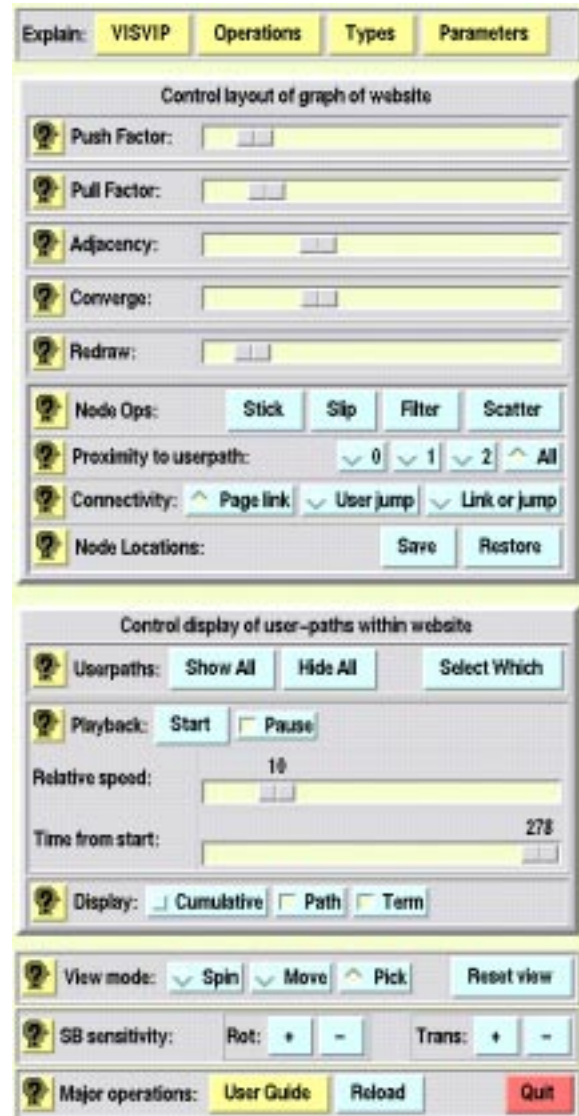 Explain: VISVIP Operations Types Parameters
Control layout of graph of website
Push Factor:
Pull Factor:
Adjacency:
Converge:
Redraw:
Node Ops: Stick Slip Filter Scatter
Proximity to userpath: 0 1 2 All
Connectivity: Page link User jump Link or jump
Node Locations: Save Restore
Control display of user-paths within website
Userpaths: Show All Hide All Select Which
Playback: Start Pause
10
Relative speed:
278
Time from start:
Display: Cumulative Path Term
View mode: Spin Move Pick Reset view
SB sensitivity: Rot: + - Trans: + -
Major operations: User Guide Reload Quit